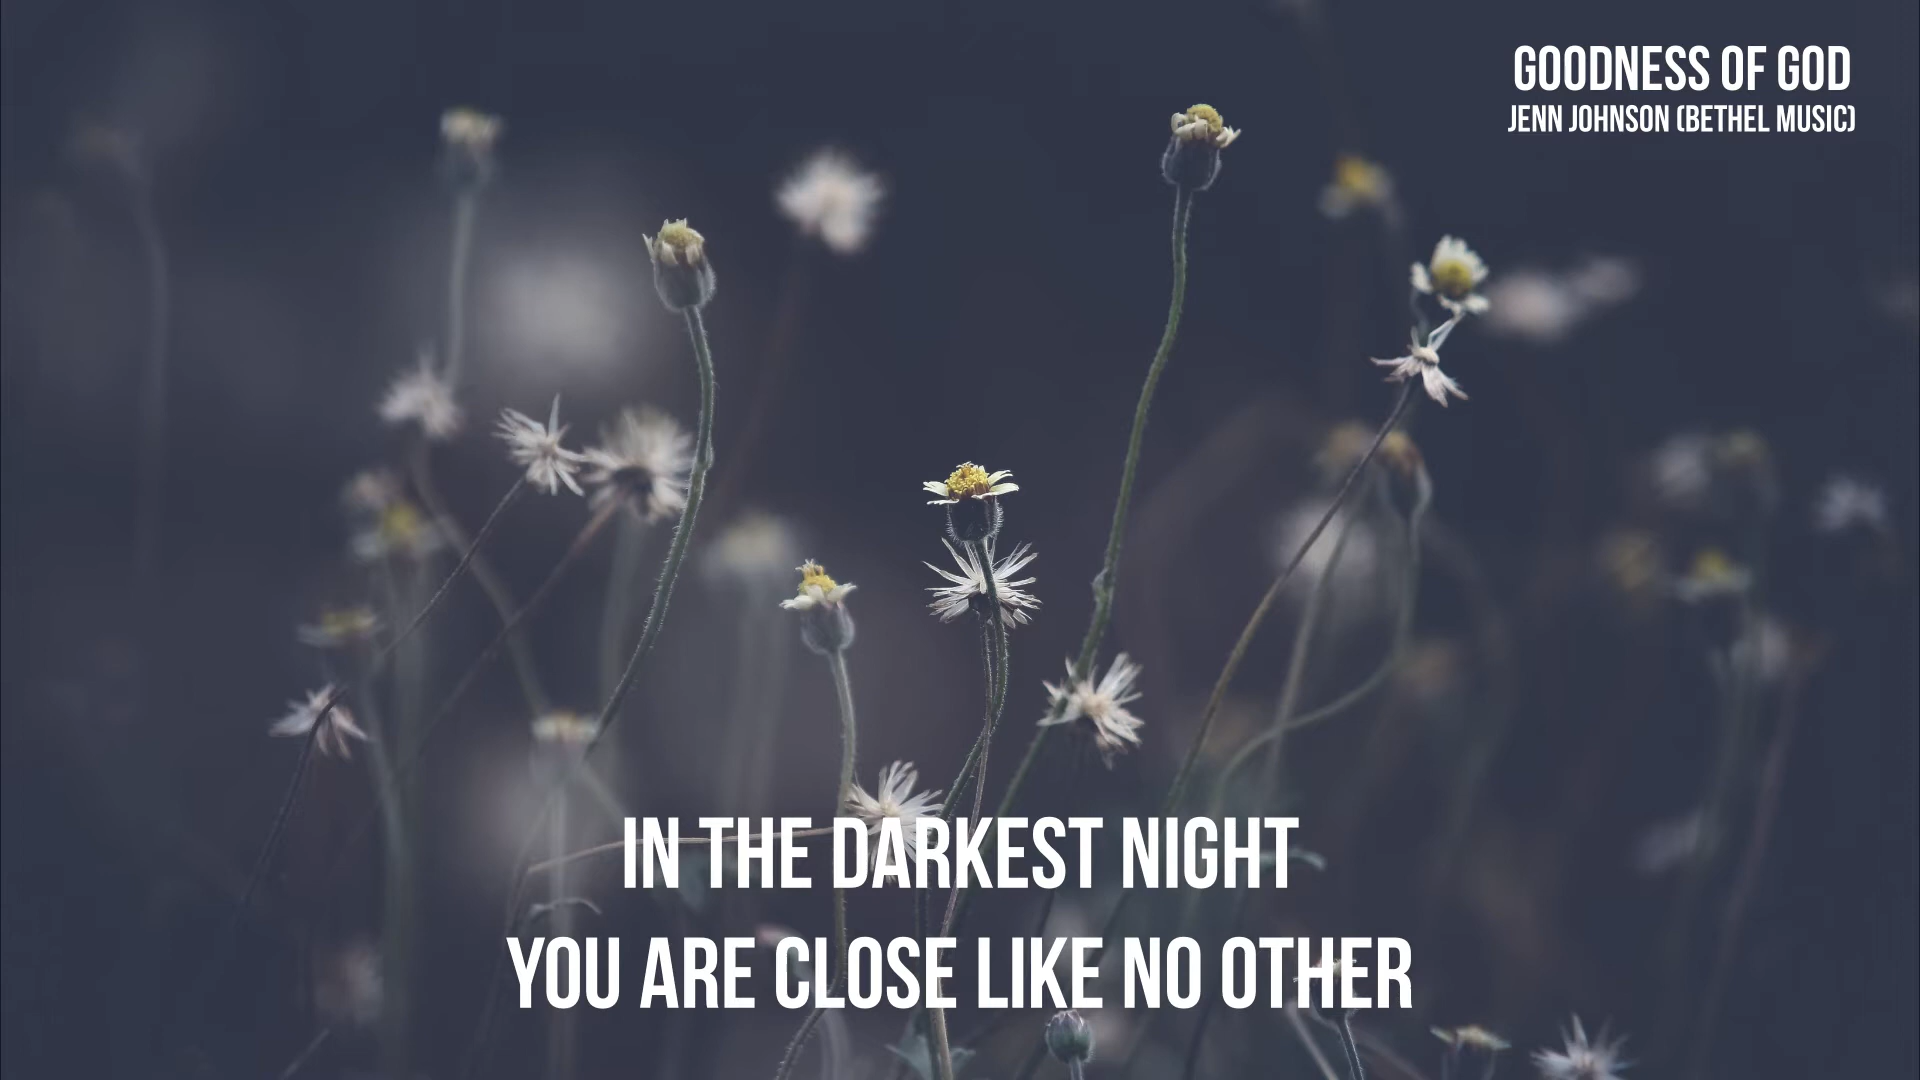 GOODNESS OF GOD
JENN JOHNSON (BETHEL MUSIC)
IN THE DARKEST NIGHT
YOU ARE CLOSE LIKE NO OTHER